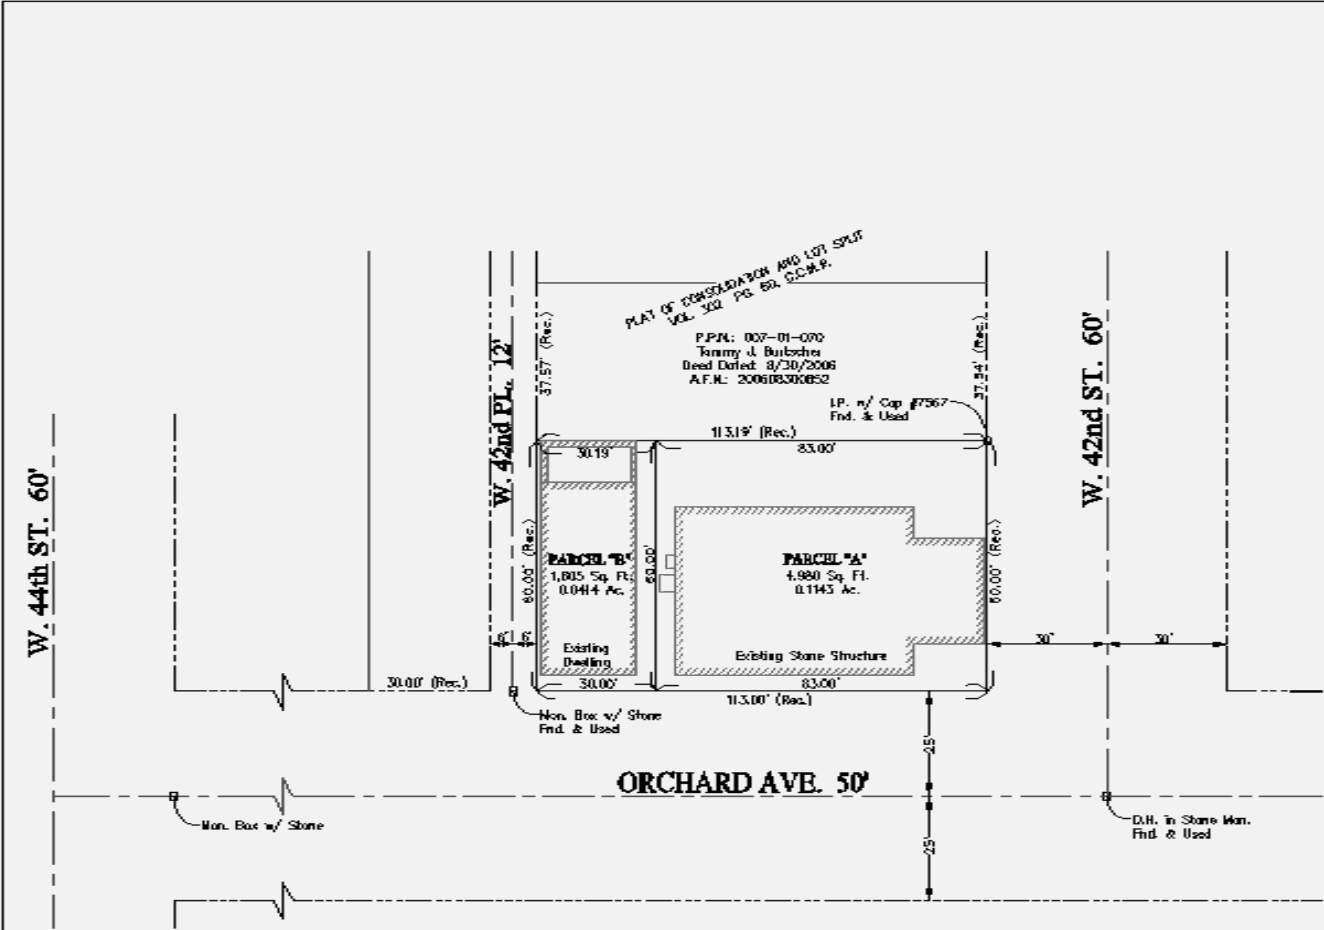 PLAT OF CONSOLIDATION AND LOT SPLIT
VOL. 302 PG. 60, C.C.M.R.
P.P.N.: 007-01-070
Tammy J.
Deed Dated: 8/30/2006
A.F.N.: 200608300852
37.57' (Rec.)
37.54' (Rec.)
I.P. w/ Cap #7567
Fnd. & Used
113.19' (Rec.)
30.19'
83.00'
W. 42nd PL. 12'
W. 42nd ST. 60'
W. 44th ST. 60'
60.00' (Rec.)
PARCEL "B"
1,805 Sq. Ft.
0.0414 Ac.
60.00'
PARCEL "A"
4,980 Sq. Ft.
0.1143 Ac.
60.00' (Rec.)
Existing
Dwelling
Existing Stone Structure
30'
30'
30.00' (Rec.)
30.00'
83.00'
113.00' (Rec.)
Mon. Box w/ Stone
Fnd. & Used
25'
ORCHARD AVE. 50'
Mon. Box w/ Stone
D.H. in Stone Mon.
Fnd. & Used
25'